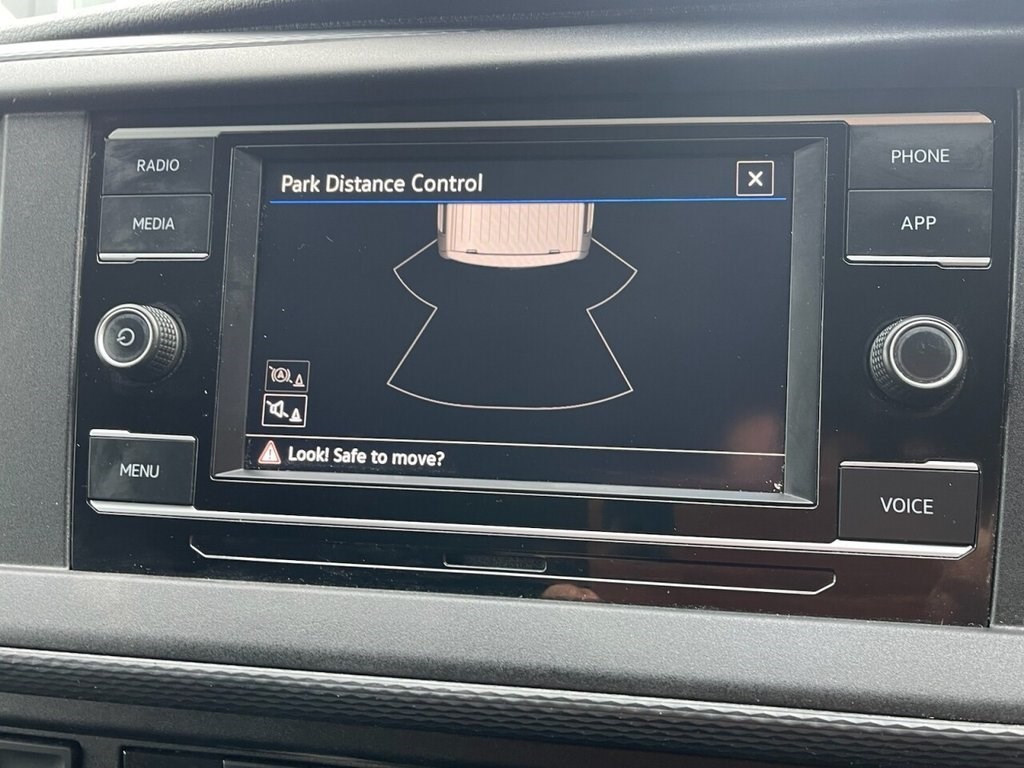 RADIO
MEDIA
Park Distance Control
X
PHONE
APP
MENU
Look! Safe to move?
VOICE